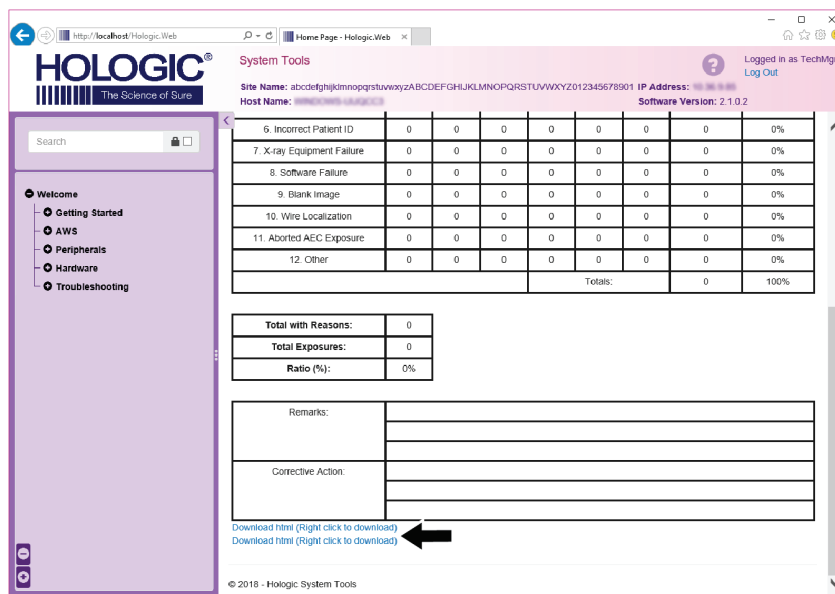 http://localhost/Hologic.Web
Home Page - Hologic.Web
HOLOGIC®
The Science of Sure
System Tools
Logged in as TechMgr
Log Out
Site Name: abcdefghijklmnopqrstuvwxyzABCDEFGHIJKLMNOPQRSTUVWXYZ012345678901 IP Address:
Host Name:
Software Version: 2.1.0.2
Search
Welcome
Getting Started
AWS
Peripherals
Hardware
Troubleshooting
6. Incorrect Patient ID 0 0 0 0 0 0 0 0%
7. X-ray Equipment Failure 0 0 0 0 0 0 0 0%
8. Software Failure 0 0 0 0 0 0 0 0%
9. Blank Image 0 0 0 0 0 0 0 0%
10. Wire Localization 0 0 0 0 0 0 0 0%
11. Aborted AEC Exposure 0 0 0 0 0 0 0 0%
12. Other 0 0 0 0 0 0 0 0%
Totals: 0 100%
Total with Reasons: 0
Total Exposures: 0
Ratio (%): 0%
Remarks:
Corrective Action:
Download html (Right click to download)
Download html (Right click to download)
© 2018 - Hologic System Tools